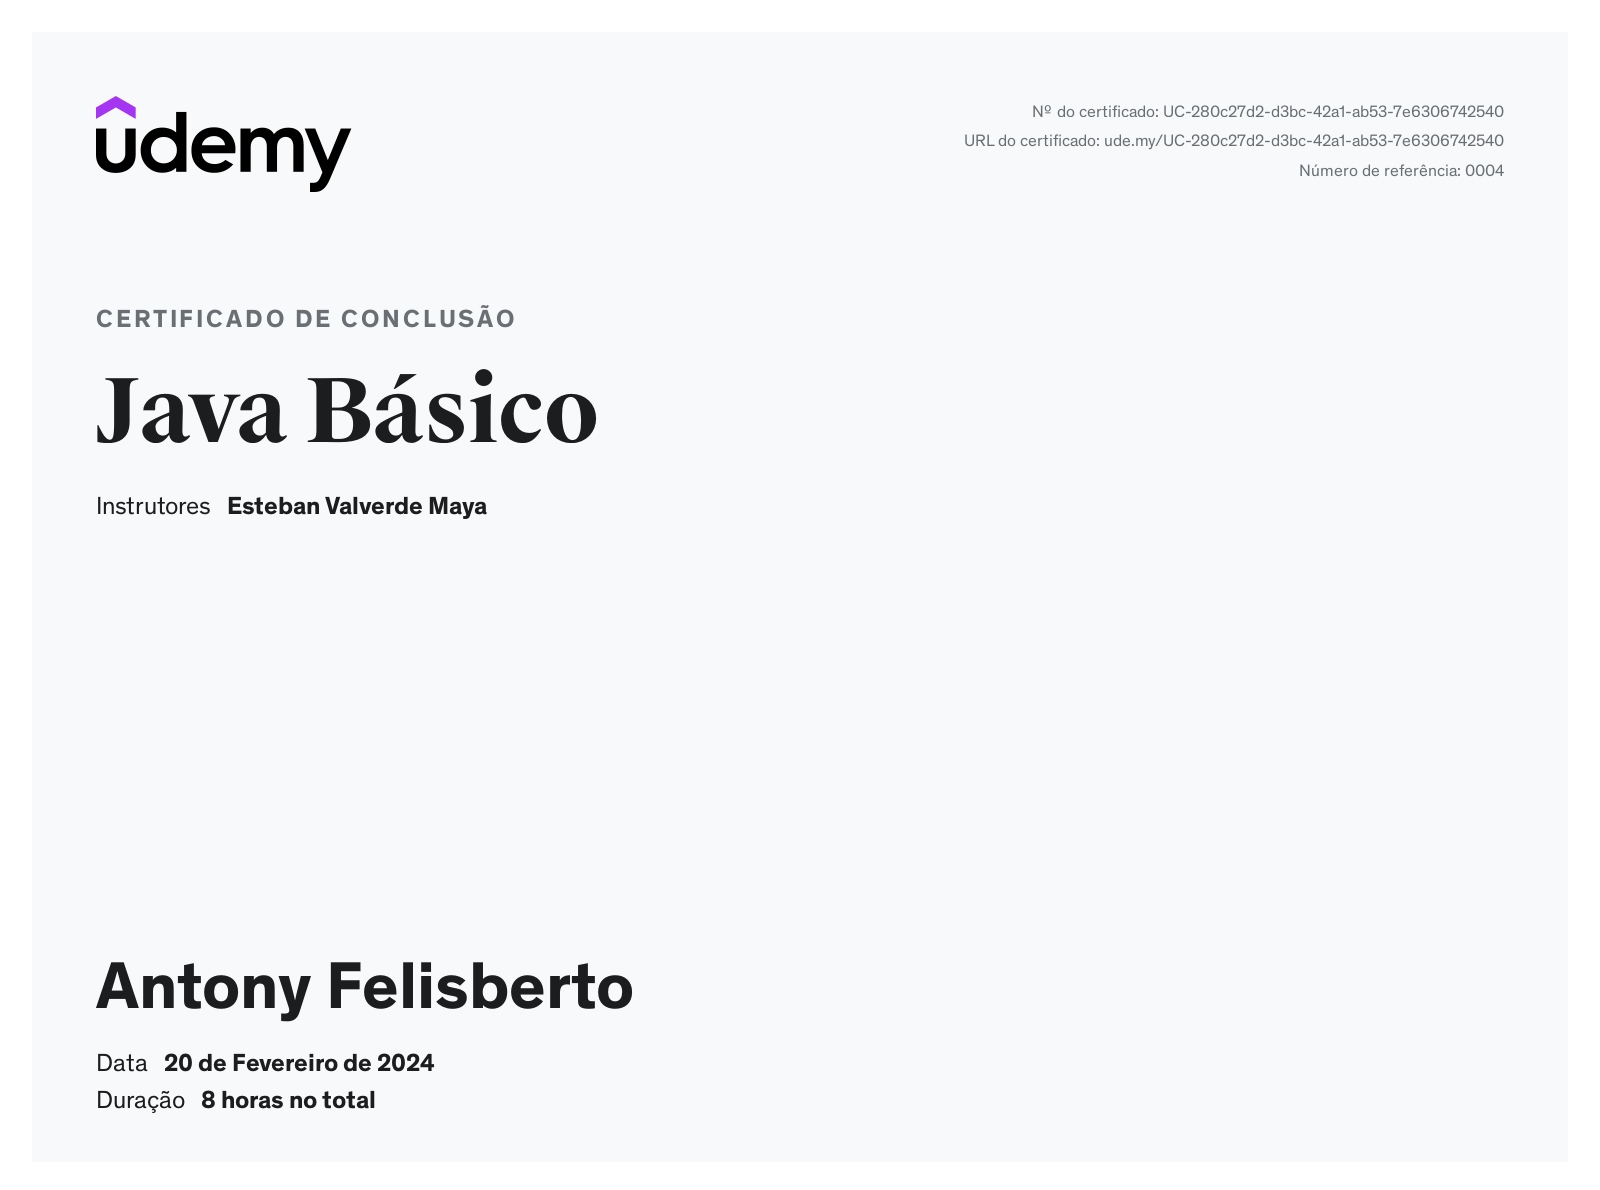 udemy
Nº do certificado: UC-280c27d2-d3bc-42a1-ab53-7e6306742540
URL do certificado: ude.my/UC-280c27d2-d3bc-42a1-ab53-7e6306742540
Número de referência: 0004
CERTIFICADO DE CONCLUSÃO
Java Básico
Instrutores Esteban Valverde Maya
Antony Felisberto
Data 20 de Fevereiro de 2024
Duração 8 horas no total